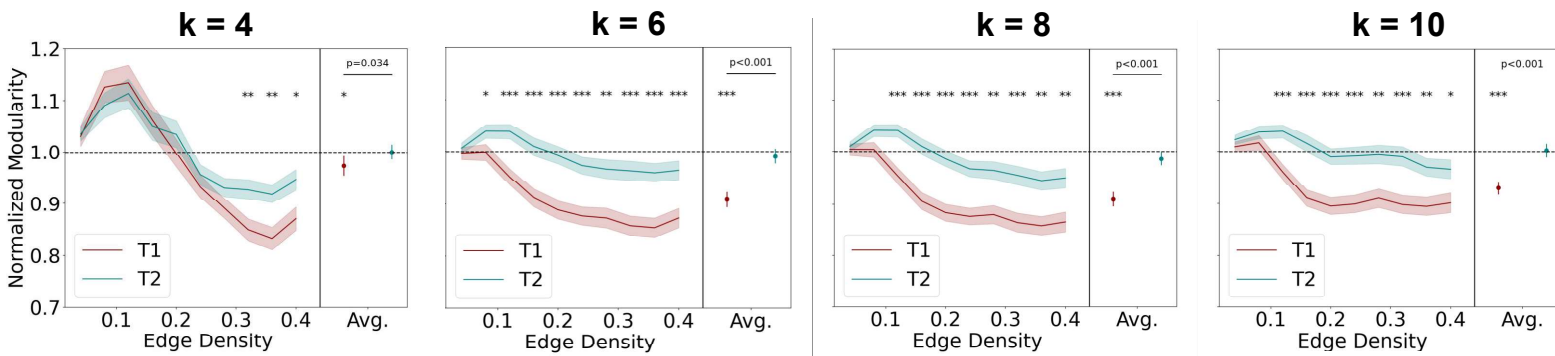 k = 4
k = 6
k = 8
k = 10
Normalized Modularity
1.2
1.1
1.0
0.9
0.8
0.7
p=0.034
** ** * *
T1
T2
0.1 0.2 0.3 0.4 Avg.
Edge Density
p<0.001
* *** *** *** *** ** *** *** *** ***
T1
T2
0.1 0.2 0.3 0.4 Avg.
Edge Density
p<0.001
*** *** *** *** ** *** ** ** ***
T1
T2
0.1 0.2 0.3 0.4 Avg.
Edge Density
p<0.001
*** *** *** *** ** *** ** * ***
T1
T2
0.1 0.2 0.3 0.4 Avg.
Edge Density